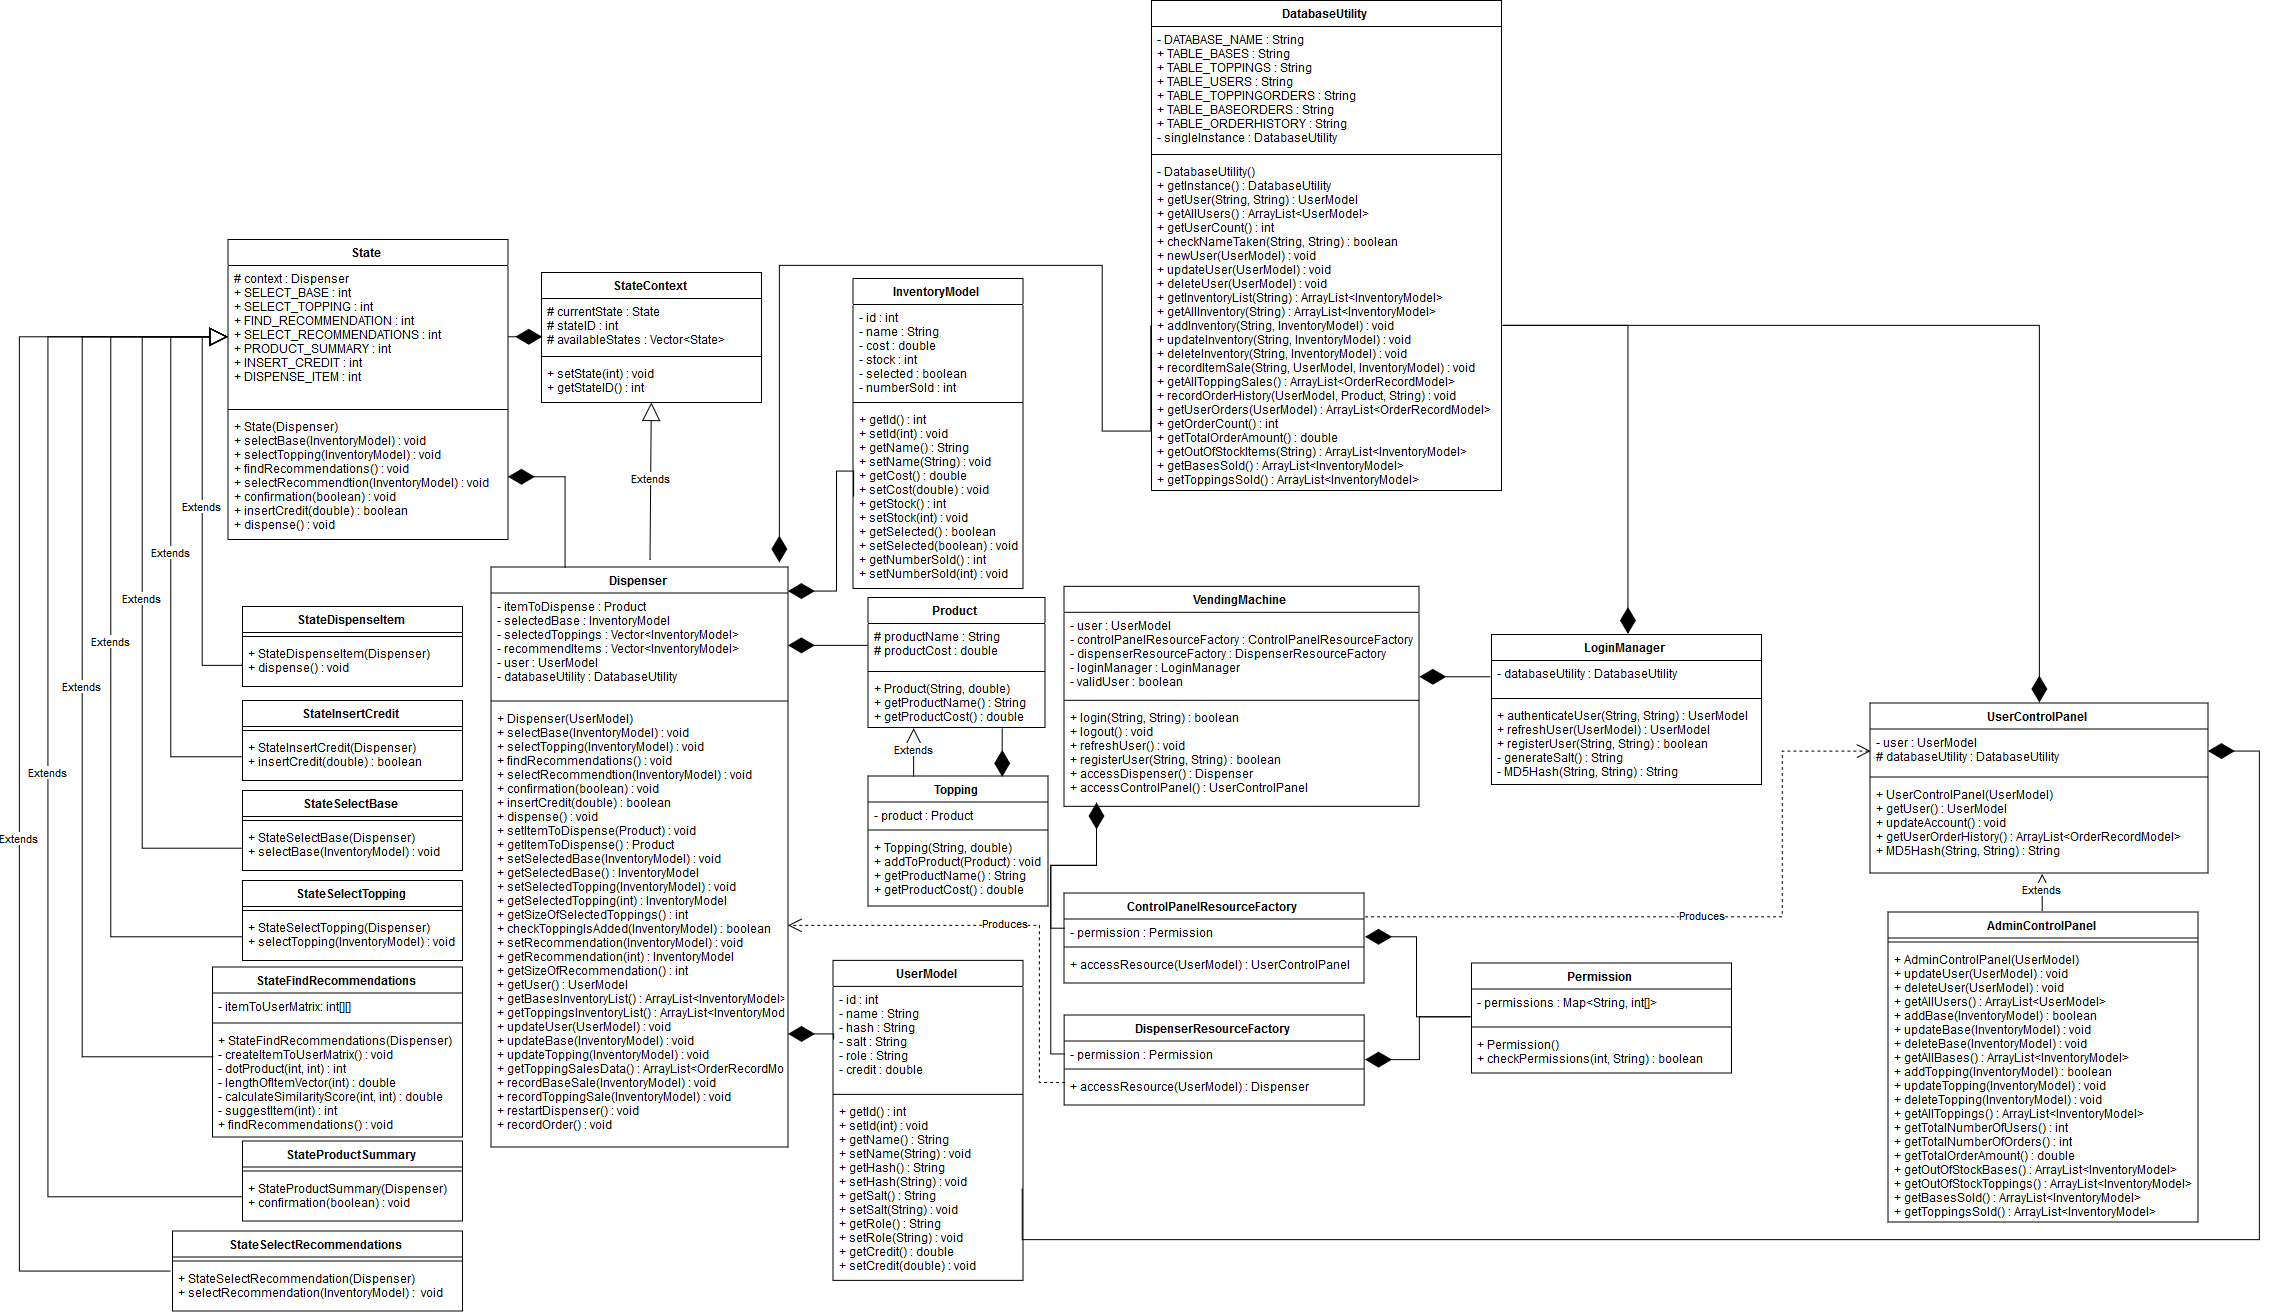 DatabaseUtility
- DATABASE_NAME : String
+ TABLE_BASES : String
+ TABLE_TOPPINGS : String
+ TABLE_USERS : String
+ TABLE_TOPPINGORDERS : String
+ TABLE_BASEORDERS : String
+ TABLE_ORDERHISTORY : String
- singleInstance : DatabaseUtility
- DatabaseUtility()
+ getInstance() : DatabaseUtility
+ getUser(String, String) : UserModel
+ getAllUsers() : ArrayList<UserModel>
+ getUserCount() : int
+ checkNameTaken(String, String) : boolean
+ newUser(UserModel) : void
+ updateUser(UserModel) : void
+ deleteUser(UserModel) : void
+ getInventoryList(String) : ArrayList<InventoryModel>
+ getAllInventory(String) : ArrayList<InventoryModel>
+ addInventory(String, InventoryModel) : void
+ updateInventory(String, InventoryModel) : void
+ deleteInventory(String, InventoryModel) : void
+ recordItemSale(String, UserModel, InventoryModel) : void
+ getAllToppingSales() : ArrayList<OrderRecordModel>
+ recordOrderHistory(UserModel, Product, String) : void
+ getUserOrders(UserModel) : ArrayList<OrderRecordModel>
+ getOrderCount() : int
+ getTotalOrderAmount() : double
+ getOutOfStockItems(String) : ArrayList<InventoryModel>
+ getBasesSold() : ArrayList<InventoryModel>
+ getToppingsSold() : ArrayList<InventoryModel>
State
# context : Dispenser
+ SELECT_BASE : int
+ SELECT_TOPPING : int
+ FIND_RECOMMENDATION : int
+ SELECT_RECOMMENDATIONS : int
+ PRODUCT_SUMMARY : int
+ INSERT_CREDIT : int
+ DISPENSE_ITEM : int
+ State(Dispenser)
+ selectBase(InventoryModel) : void
+ selectTopping(InventoryModel) : void
+ findRecommendations() : void
+ selectRecommendtion(InventoryModel) : void
+ confirmation(boolean) : void
+ insertCredit(double) : boolean
+ dispense() : void
StateContext
# currentState : State
# stateID : int
# availableStates : Vector<State>
+ setState(int) : void
+ getStateID() : int
Extends
InventoryModel
- id : int
- name : String
- cost : double
- stock : int
- selected : boolean
- numberSold : int
+ getId() : int
+ setId(int) : void
+ getName() : String
+ setName(String) : void
+ getCost() : double
+ setCost(double) : void
+ getStock() : int
+ setStock(int) : void
+ getSelected() : boolean
+ setSelected(boolean) : void
+ getNumberSold() : int
+ setNumberSold(int) : void
Extends
Extends
Extends
Extends
Extends
Extends
Extends
StateDispenseItem
+ StateDispenseItem(Dispenser)
+ dispense() : void
StateInsertCredit
+ StateInsertCredit(Dispenser)
+ insertCredit(double) : boolean
StateSelectBase
+ StateSelectBase(Dispenser)
+ selectBase(InventoryModel) : void
StateSelectTopping
+ StateSelectTopping(Dispenser)
+ selectTopping(InventoryModel) : void
StateFindRecommendations
- itemToUserMatrix: int[][]
+ StateFindRecommendations(Dispenser)
- createItemToUserMatrix() : void
- dotProduct(int, int) : int
- lengthOfItemVector(int) : double
- calculateSimilarityScore(int, int) : double
- suggestItem(int) : int
+ findRecommendations() : void
StateProductSummary
+ StateProductSummary(Dispenser)
+ confirmation(boolean) : void
StateSelectRecommendations
+ StateSelectRecommendation(Dispenser)
+ selectRecommendation(InventoryModel) : void
Dispenser
- itemToDispense : Product
- selectedBase : InventoryModel
- selectedToppings : Vector<InventoryModel>
- recommendItems : Vector<InventoryModel>
- user : UserModel
- databaseUtility : DatabaseUtility
+ Dispenser(UserModel)
+ selectBase(InventoryModel) : void
+ selectTopping(InventoryModel) : void
+ findRecommendations() : void
+ selectRecommendtion(InventoryModel) : void
+ confirmation(boolean) : void
+ insertCredit(double) : boolean
+ dispense() : void
+ setItemToDispense(Product) : void
+ getItemToDispense() : Product
+ setSelectedBase(InventoryModel) : void
+ getSelectedBase() : InventoryModel
+ setSelectedTopping(InventoryModel) : void
+ getSelectedTopping(int) : InventoryModel
+ getSizeOfSelectedToppings() : int
+ checkToppingIsAdded(InventoryModel) : boolean
+ setRecommendation(InventoryModel) : void
+ getRecommendation(int) : InventoryModel
+ getSizeOfRecommendation() : int
+ getUser() : UserModel
+ getBasesInventoryList() : ArrayList<InventoryModel>
+ getToppingsInventoryList() : ArrayList<InventoryMod
+ updateUser(UserModel) : void
+ updateBase(InventoryModel) : void
+ updateTopping(InventoryModel) : void
+ getToppingSalesData() : ArrayList<OrderRecordMo
+ recordBaseSale(InventoryModel) : void
+ recordToppingSale(InventoryModel) : void
+ restartDispenser() : void
+ recordOrder() : void
Product
# productName : String
# productCost : double
+ Product(String, double)
+ getProductName() : String
+ getProductCost() : double
Extends
Topping
- product : Product
+ Topping(String, double)
+ addToProduct(Product) : void
+ getProductName() : String
+ getProductCost() : double
UserModel
- id : int
- name : String
- hash : String
- salt : String
- role : String
- credit : double
+ getId() : int
+ setId(int) : void
+ getName() : String
+ setName(String) : void
+ getHash() : String
+ setHash(String) : void
+ getSalt() : String
+ setSalt(String) : void
+ getRole() : String
+ setRole(String) : void
+ getCredit() : double
+ setCredit(double) : void
VendingMachine
- user : UserModel
- controlPanelResourceFactory : ControlPanelResourceFactory
- dispenserResourceFactory : DispenserResourceFactory
- loginManager : LoginManager
- validUser : boolean
+ login(String, String) : boolean
+ logout() : void
+ refreshUser() : void
+ registerUser(String, String) : boolean
+ accessDispenser() : Dispenser
+ accessControlPanel() : UserControlPanel
LoginManager
- databaseUtility : DatabaseUtility
+ authenticateUser(String, String) : UserModel
+ refreshUser(UserModel) : UserModel
+ registerUser(String, String) : boolean
- generateSalt() : String
- MD5Hash(String, String) : String
ControlPanelResourceFactory
- permission : Permission
+ accessResource(UserModel) : UserControlPanel
Produces
Produces
DispenserResourceFactory
- permission : Permission
+ accessResource(UserModel) : Dispenser
Permission
- permissions : Map<String, int[]>
+ Permission()
+ checkPermissions(int, String) : boolean
UserControlPanel
- user : UserModel
# databaseUtility : DatabaseUtility
+ UserControlPanel(UserModel)
+ getUser() : UserModel
+ updateAccount() : void
+ getUserOrderHistory() : ArrayList<OrderRecordModel>
+ MD5Hash(String, String) : String
Extends
AdminControlPanel
+ AdminControlPanel(UserModel)
+ updateUser(UserModel) : void
+ deleteUser(UserModel) : void
+ getAllUsers() : ArrayList<UserModel>
+ addBase(InventoryModel) : boolean
+ updateBase(InventoryModel) : void
+ deleteBase(InventoryModel) : void
+ getAllBases() : ArrayList<InventoryModel>
+ addTopping(InventoryModel) : boolean
+ updateTopping(InventoryModel) : void
+ deleteTopping(InventoryModel) : void
+ getAllToppings() : ArrayList<InventoryModel>
+ getTotalNumberOfUsers() : int
+ getTotalNumberOfOrders() : int
+ getTotalOrderAmount() : double
+ getOutOfStockBases() : ArrayList<InventoryModel>
+ getOutOfStockToppings() : ArrayList<InventoryModel>
+ getBasesSold() : ArrayList<InventoryModel>
+ getToppingsSold() : ArrayList<InventoryModel>